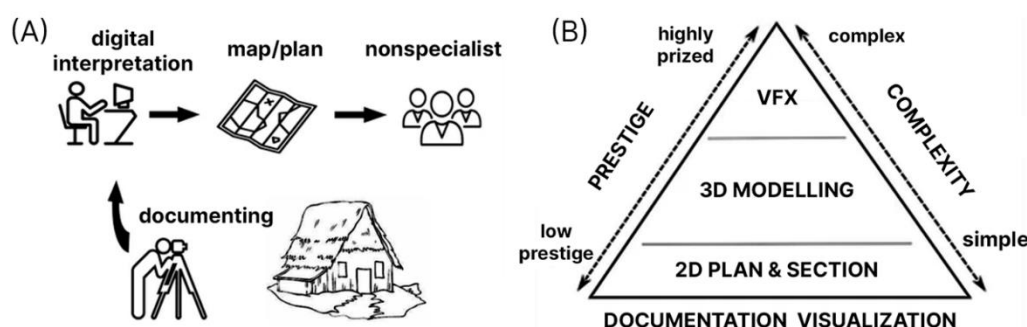 (A)
digital
interpretation
map/plan
nonspecialist
documenting
(B)
highly
prized
complex
PRESTIGE
COMPLEXITY
VFX
3D MODELLING
low
prestige
simple
2D PLAN & SECTION
DOCUMENTATION VISUALIZATION